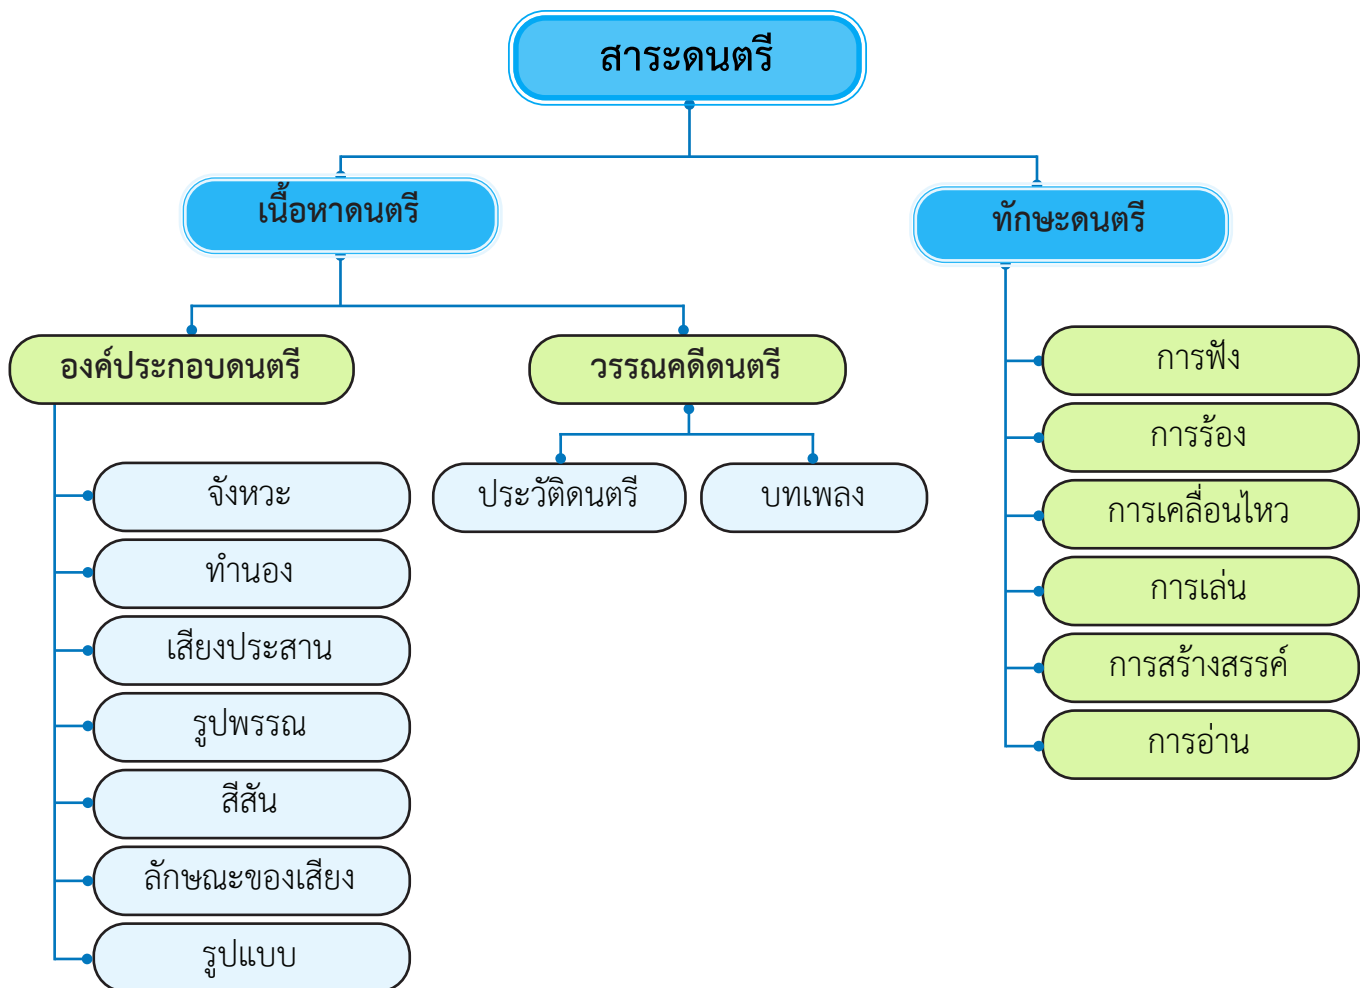 สาระดนตรี
เนื้อหาดนตรี
ทักษะดนตรี
องค์ประกอบดนตรี
วรรณคดีดนตรี
จังหวะ
ทำนอง
เสียงประสาน
รูปพรรณ
สีสัน
ลักษณะของเสียง
รูปแบบ
ประวัติดนตรี
บทเพลง
การฟัง
การร้อง
การเคลื่อนไหว
การเล่น
การสร้างสรรค์
การอ่าน